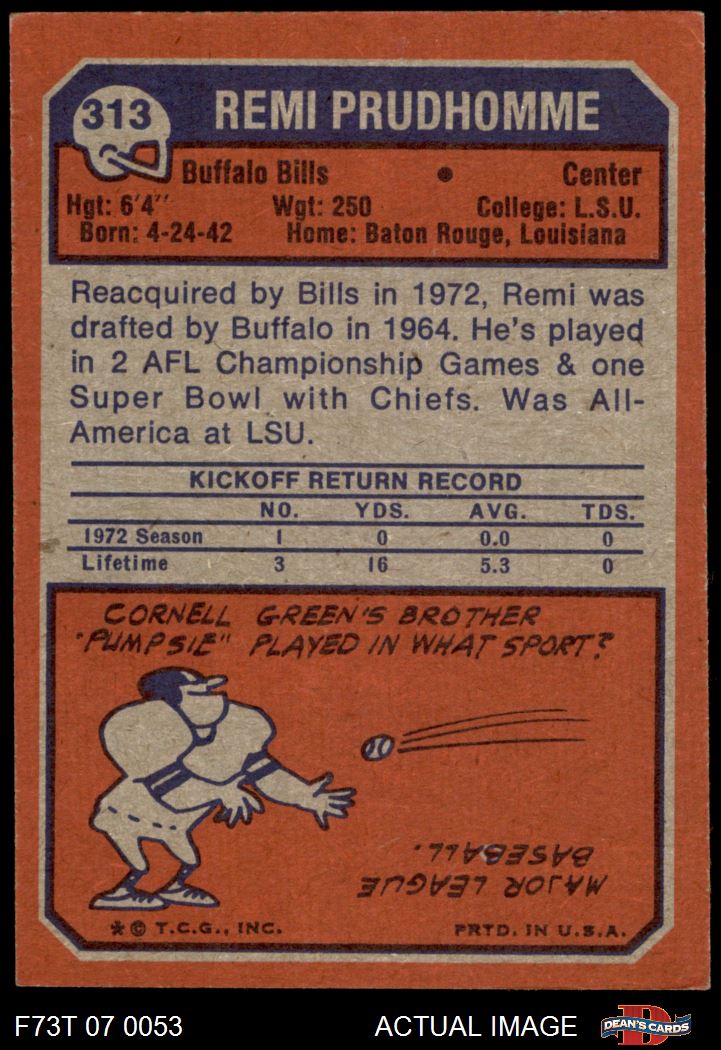 313
REMI PRUDHOMME
Buffalo Bills • Center
Hgt: 6'4" Wgt: 250 College: L.S.U.
Born: 4-24-42 Home: Baton Rouge, Louisiana
Reacquired by Bills in 1972, Remi was
drafted by Buffalo in 1964. He's played
in 2 AFL Championship Games & one
Super Bowl with Chiefs. Was All-
America at LSU.
KICKOFF RETURN RECORD
NO. YDS. AVG. TDS.
1972 Season 1 0 0.0 0
Lifetime 3 16 5.3 0
CORNELL GREEN'S BROTHER
"PUMPSIE" PLAYED IN WHAT SPORT?
MAJOR LEAGUE
BASEBALL.
* © T.C.G., INC. PRTD. IN U.S.A.
F73T 07 0053 ACTUAL IMAGE
D
DEAN'S CARDS